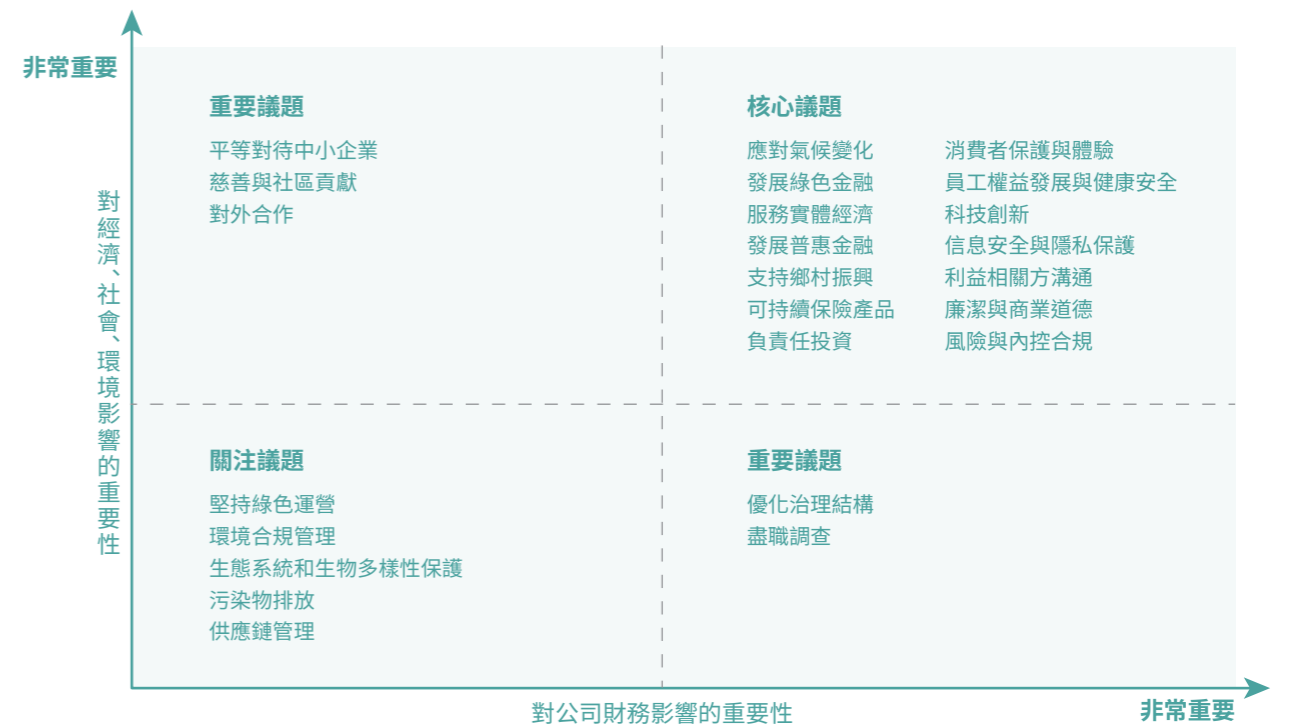 非常重要
對經濟、社會、環境影響的重要性
重要議題
平等對待中小企業
慈善與社區貢獻
對外合作
核心議題
應對氣候變化
發展綠色金融
服務實體經濟
發展普惠金融
支持鄉村振興
可持續保險產品
負責任投資
消費者保護與體驗
員工權益發展與健康安全
科技創新
信息安全與隱私保護
利益相關方溝通
廉潔與商業道德
風險與內控合規
關注議題
堅持綠色運營
環境合規管理
生態系統和生物多樣性保護
污染物排放
供應鏈管理
重要議題
優化治理結構
盡職調查
對公司財務影響的重要性
非常重要